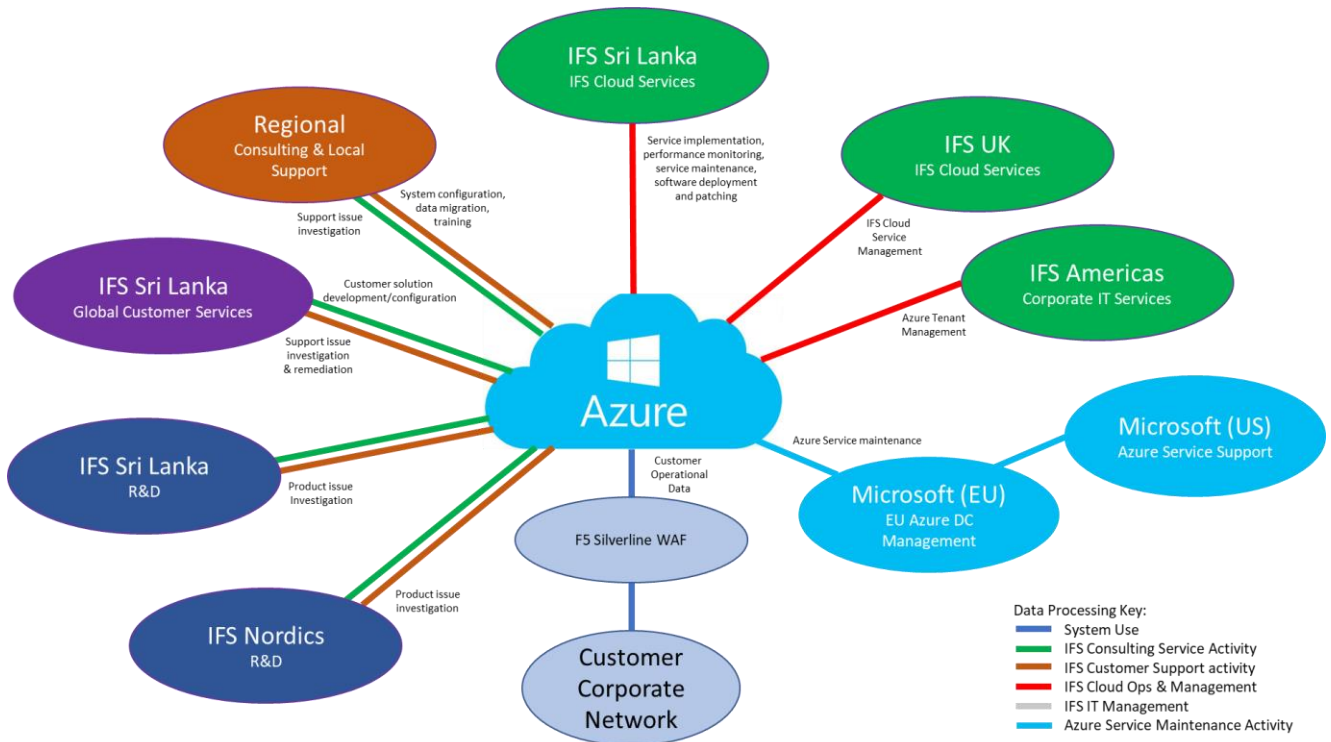 IFS Sri Lanka
IFS Cloud Services
Regional
Consulting & Local
Support
IFS UK
IFS Cloud Services
Service implementation,
performance monitoring,
service maintenance,
software deployment
and patching
System configuration,
data migration,
training
Support issue
investigation
IFS Cloud
Service
Management
IFS Sri Lanka
Global Customer Services
Customer solution
development/configuration
IFS Americas
Corporate IT Services
Azure Tenant
Management
Support issue
investigation
& remediation
Azure
Microsoft (US)
Azure Service Support
Azure Service maintenance
IFS Sri Lanka
R&D
Product issue
Investigation
Customer
Operational
Data
Microsoft (EU)
EU Azure DC
Management
F5 Silverline WAF
Product issue
investigation
IFS Nordics
R&D
Customer
Corporate
Network
Data Processing Key:
System Use
IFS Consulting Service Activity
IFS Customer Support activity
IFS Cloud Ops & Management
IFS IT Management
Azure Service Maintenance Activity